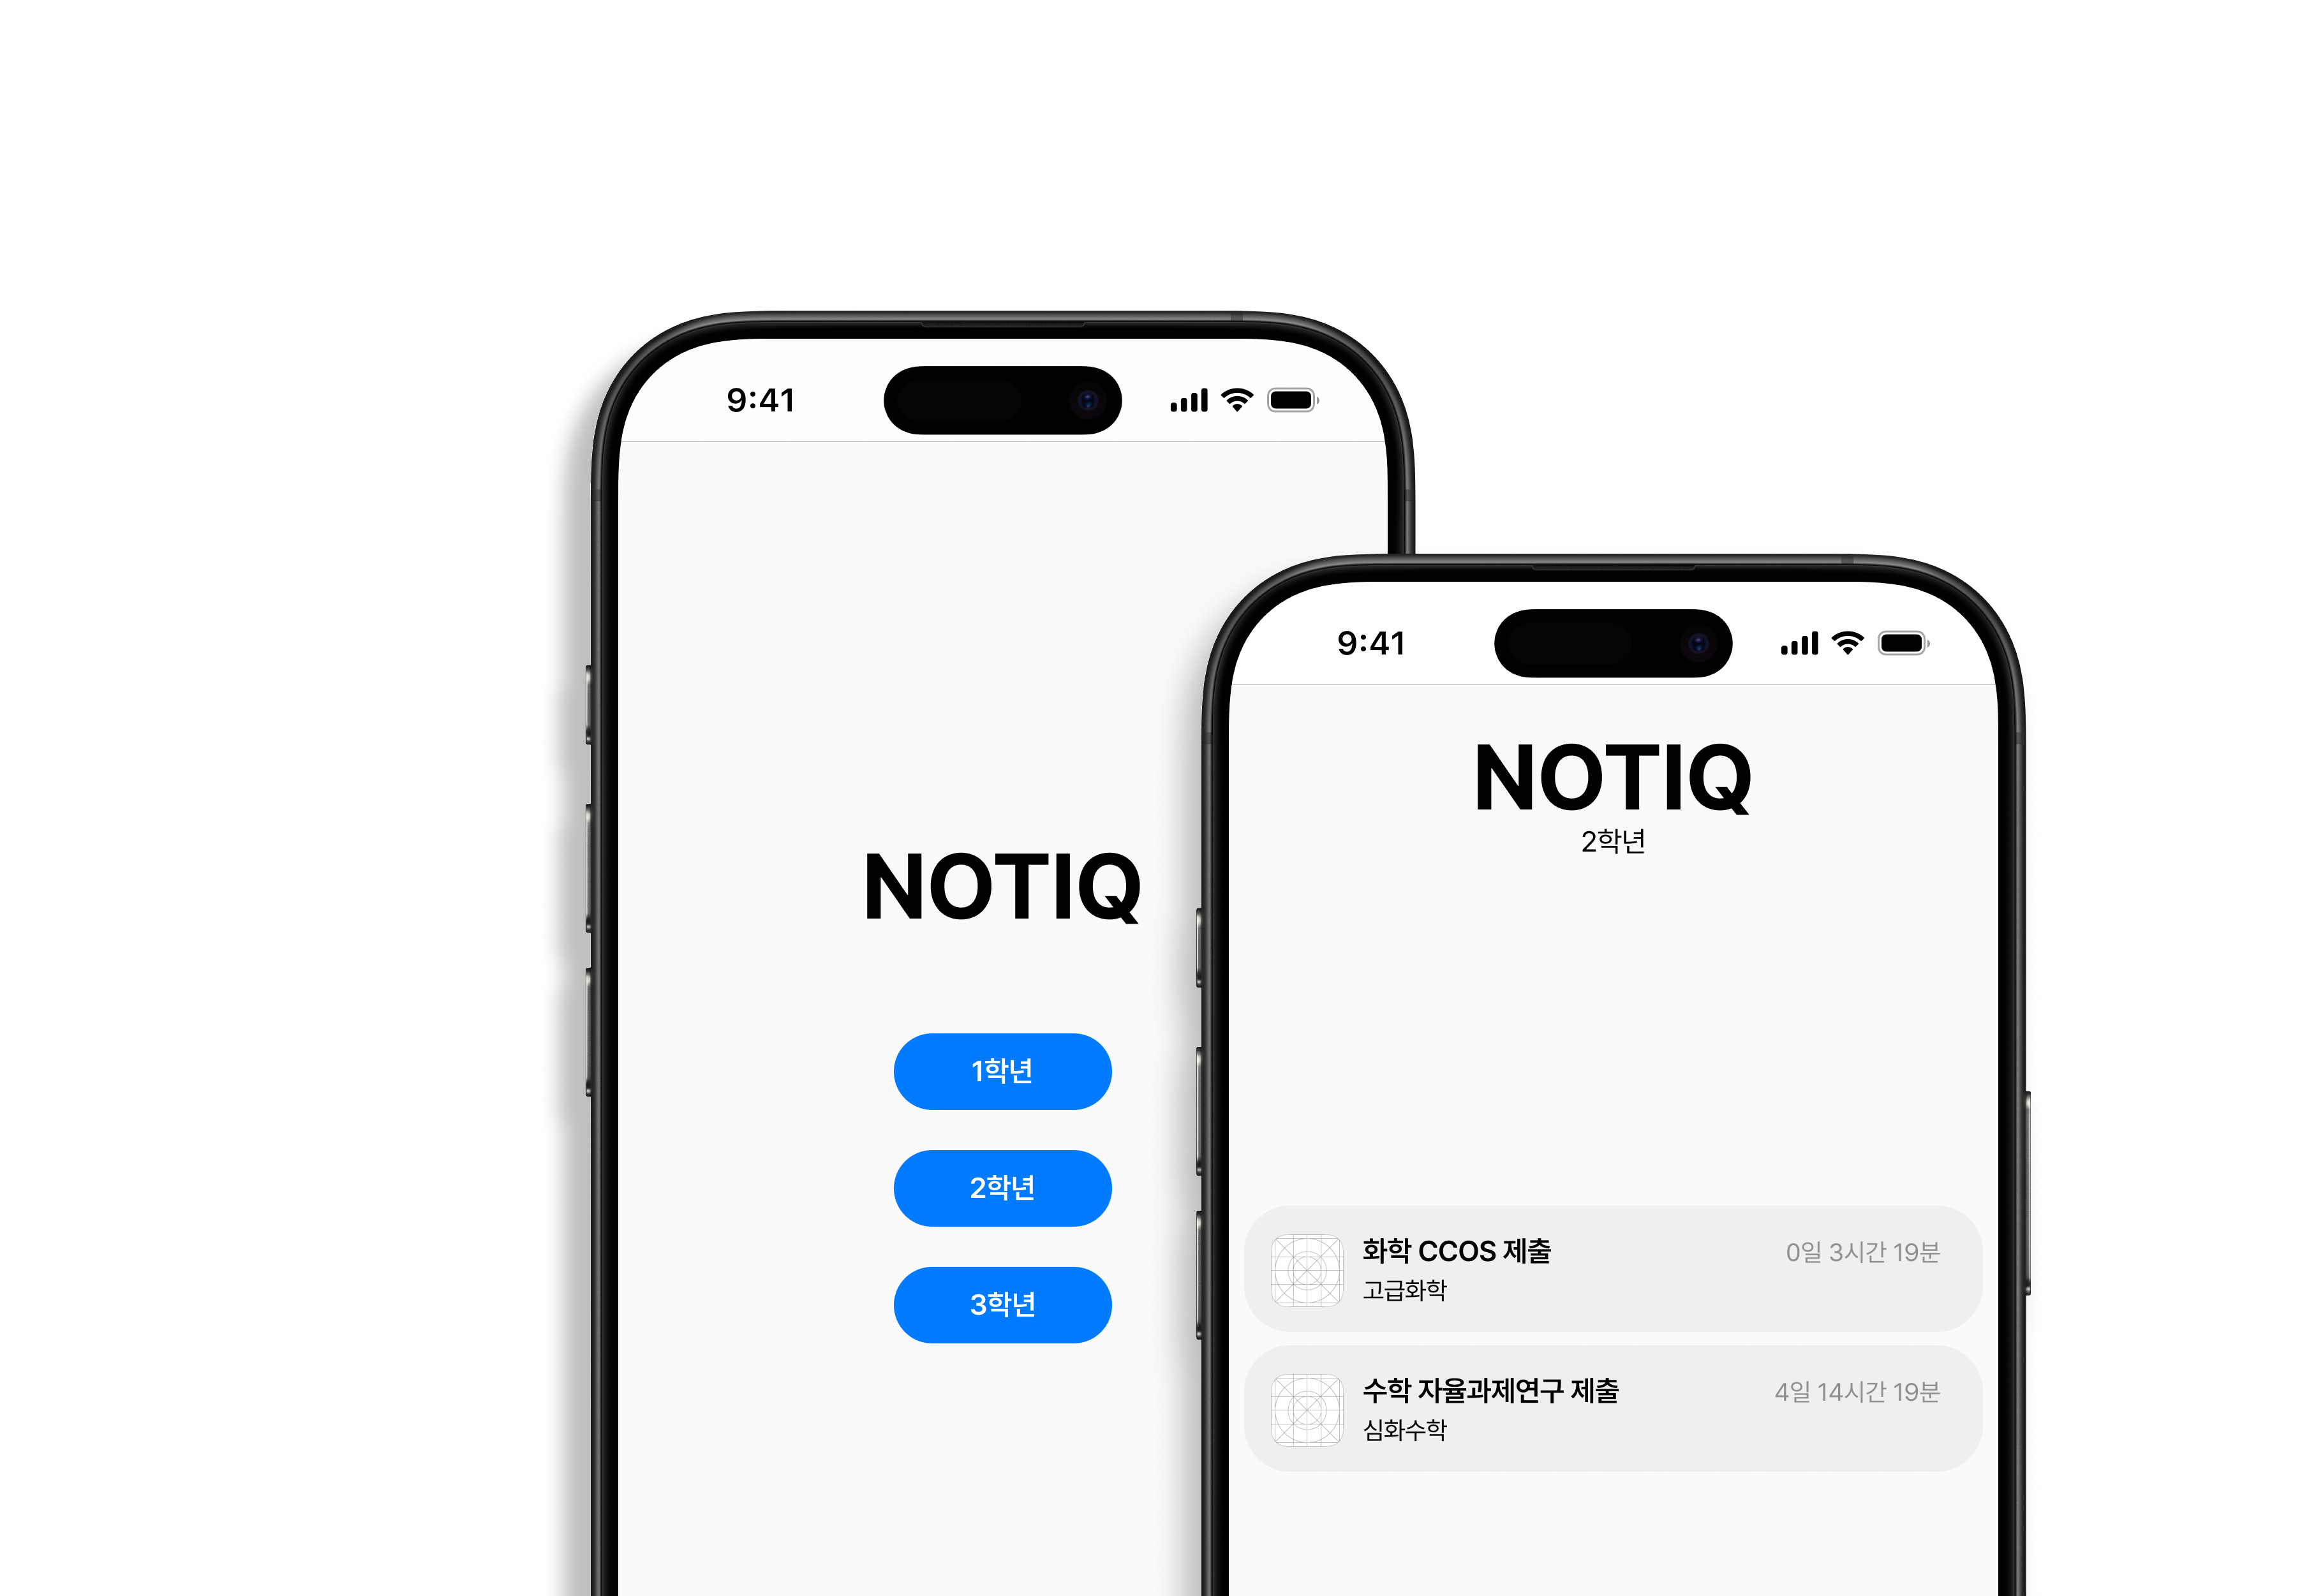 9:41
NOTIQ
1학년
2학년
3학년
9:41
NOTIQ
2학년
화학 CCOS 제출
0일 3시간 19분
고급화학
수학 자율과제연구 제출
4일 14시간 19분
심화수학